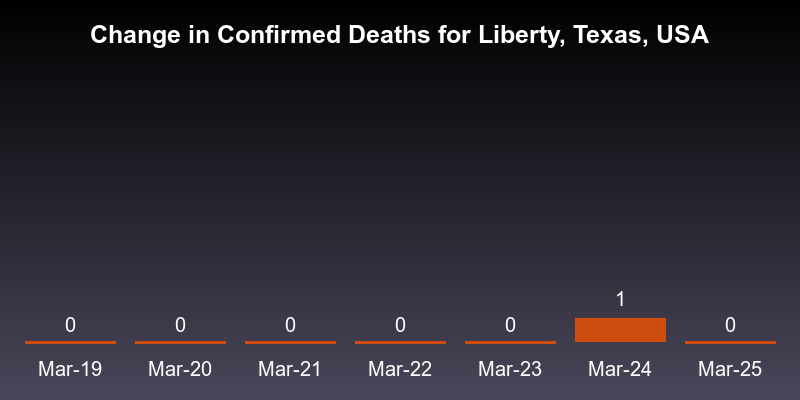 Change in Confirmed Deaths for Liberty, Texas, USA
0 0 0 0 0 1 0
Mar-19 Mar-20 Mar-21 Mar-22 Mar-23 Mar-24 Mar-25